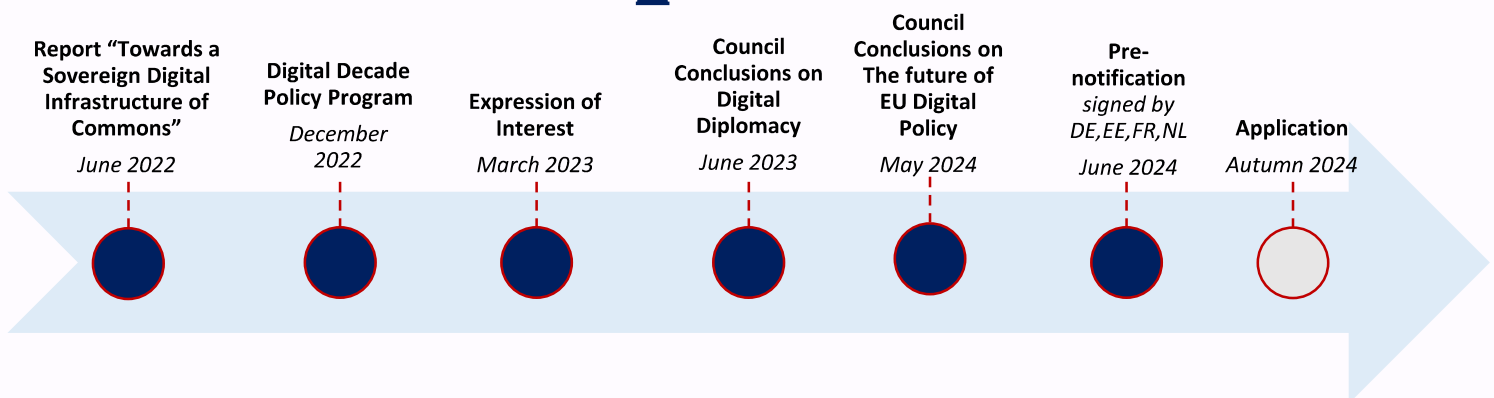 Report “Towards a
Sovereign Digital
Infrastructure of
Commons”
June 2022
Digital Decade
Policy Program
December
2022
Expression of
Interest
March 2023
Council
Conclusions on
Digital
Diplomacy
June 2023
Council
Conclusions on
The future of
EU Digital
Policy
May 2024
Pre-
notification
signed by
DE,EE,FR,NL
June 2024
Application
Autumn 2024